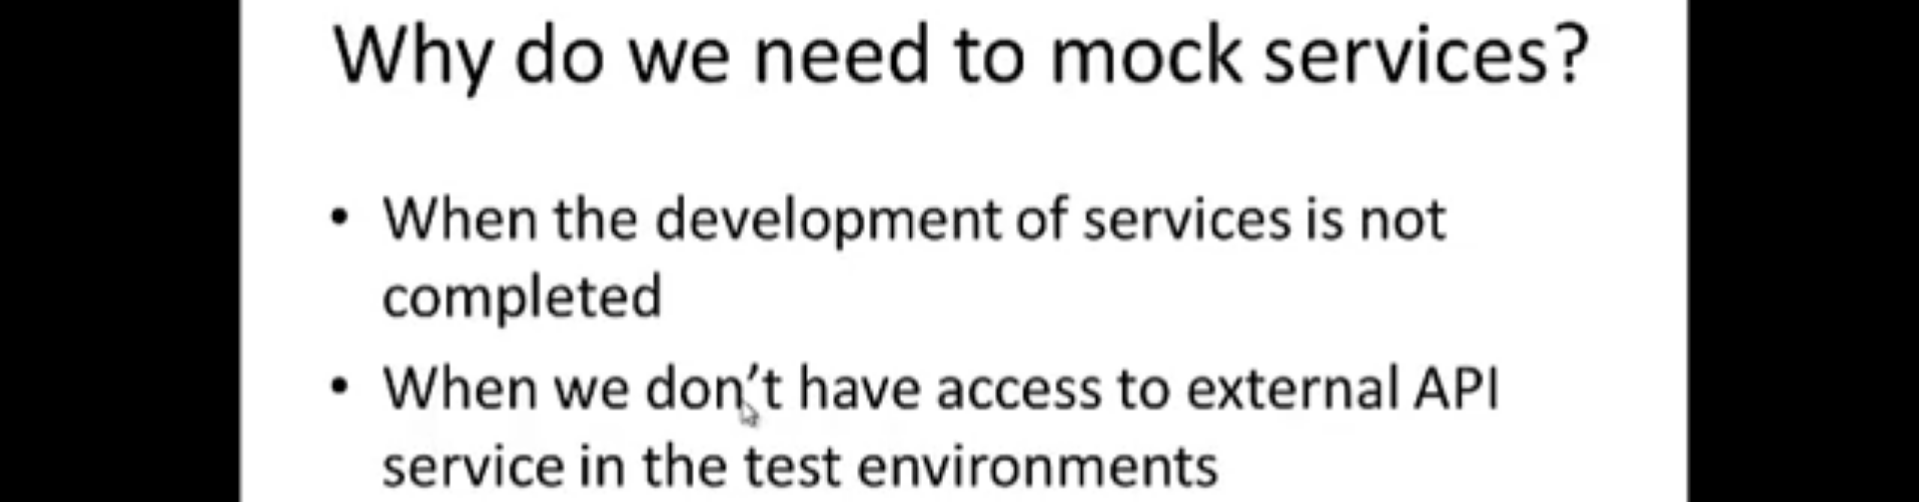 Why do we need to mock services?
• When the development of services is not
completed
• When we don’t have access to external API
service in the test environments